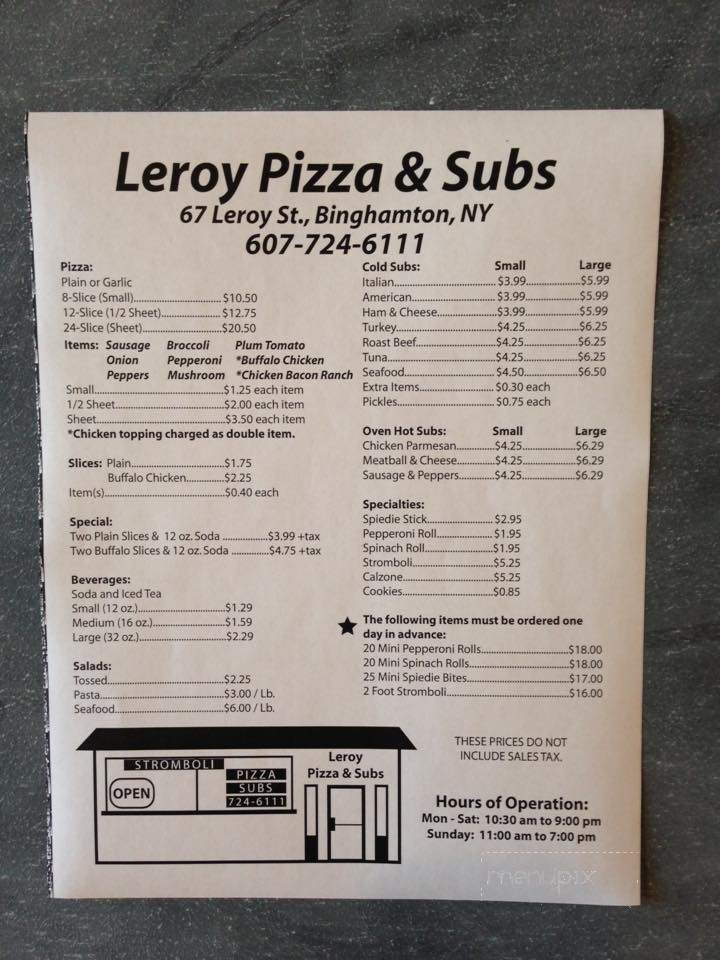 Leroy Pizza & Subs
67 Leroy St., Binghamton, NY
607-724-6111
Pizza:
Plain or Garlic
8-Slice (Small)........................ $10.50
12-Slice (1/2 Sheet)................. $12.75
24-Slice (Sheet)...................... $20.50
Items: Sausage Broccoli Plum Tomato
Onion Pepperoni *Buffalo Chicken
Peppers Mushroom *Chicken Bacon Ranch
Small.......................................$1.25 each item
1/2 Sheet...............................$2.00 each item
Sheet.......................................$3.50 each item
*Chicken topping charged as double item.
Slices: Plain.......................$1.75
Buffalo Chicken..........$2.25
Item(s)...............................$0.40 each
Special:
Two Plain Slices & 12 oz. Soda .................$3.99 +tax
Two Buffalo Slices & 12 oz. Soda ..............$4.75 +tax
Beverages:
Soda and Iced Tea
Small (12 oz.)......................$1.29
Medium (16 oz.)..................$1.59
Large (32 oz.)......................$2.29
Salads:
Tossed...............................$2.25
Pasta..................................$3.00 / Lb.
Seafood..............................$6.00 / Lb.
Cold Subs: Small Large
Italian.................................$3.99.....................$5.99
American...........................$3.99.....................$5.99
Ham & Cheese...................$3.99.....................$5.99
Turkey................................$4.25.....................$6.25
Roast Beef..........................$4.25.....................$6.25
Tuna...................................$4.25.....................$6.25
Seafood..............................$4.50.....................$6.50
Extra Items.........................$0.30 each
Pickles................................$0.75 each
Oven Hot Subs: Small Large
Chicken Parmesan............$4.25.....................$6.29
Meatball & Cheese............$4.25.....................$6.29
Sausage & Peppers............$4.25.....................$6.29
Specialties:
Spiedie Stick...................... $2.95
Pepperoni Roll...................$1.95
Spinach Roll.......................$1.95
Stromboli...........................$5.25
Calzone..............................$5.25
Cookies..............................$0.85
The following items must be ordered one
day in advance:
20 Mini Pepperoni Rolls...............................$18.00
20 Mini Spinach Rolls...................................$18.00
25 Mini Spiedie Bites....................................$17.00
2 Foot Stromboli...........................................$16.00
STROMBOLI
OPEN
PIZZA
SUBS
724-6111
Leroy
Pizza & Subs
THESE PRICES DO NOT
INCLUDE SALES TAX.
Hours of Operation:
Mon - Sat: 10:30 am to 9:00 pm
Sunday: 11:00 am to 7:00 pm
menupix